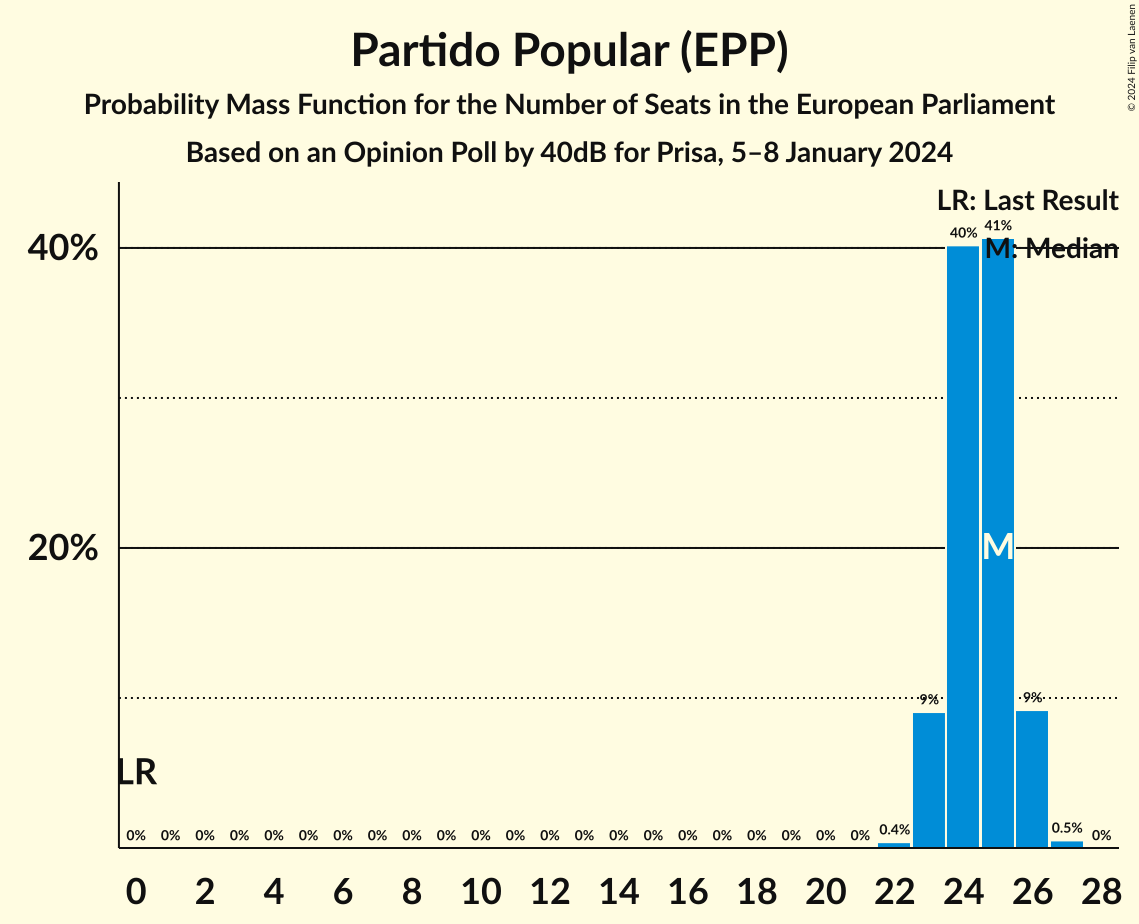 Partido Popular (EPP)
Probability Mass Function for the Number of Seats in the European Parliament
Based on an Opinion Poll by 40dB for Prisa, 5–8 January 2024
© 2024 Filip van Laenen
LR: Last Result
M: Median
40%
20%
40%
41%
M
9%
9%
LR
0% 0% 0% 0% 0% 0% 0% 0% 0% 0% 0% 0% 0% 0% 0% 0% 0% 0% 0% 0% 0% 0% 0.4% 0.5% 0%
0 2 4 6 8 10 12 14 16 18 20 22 24 26 28